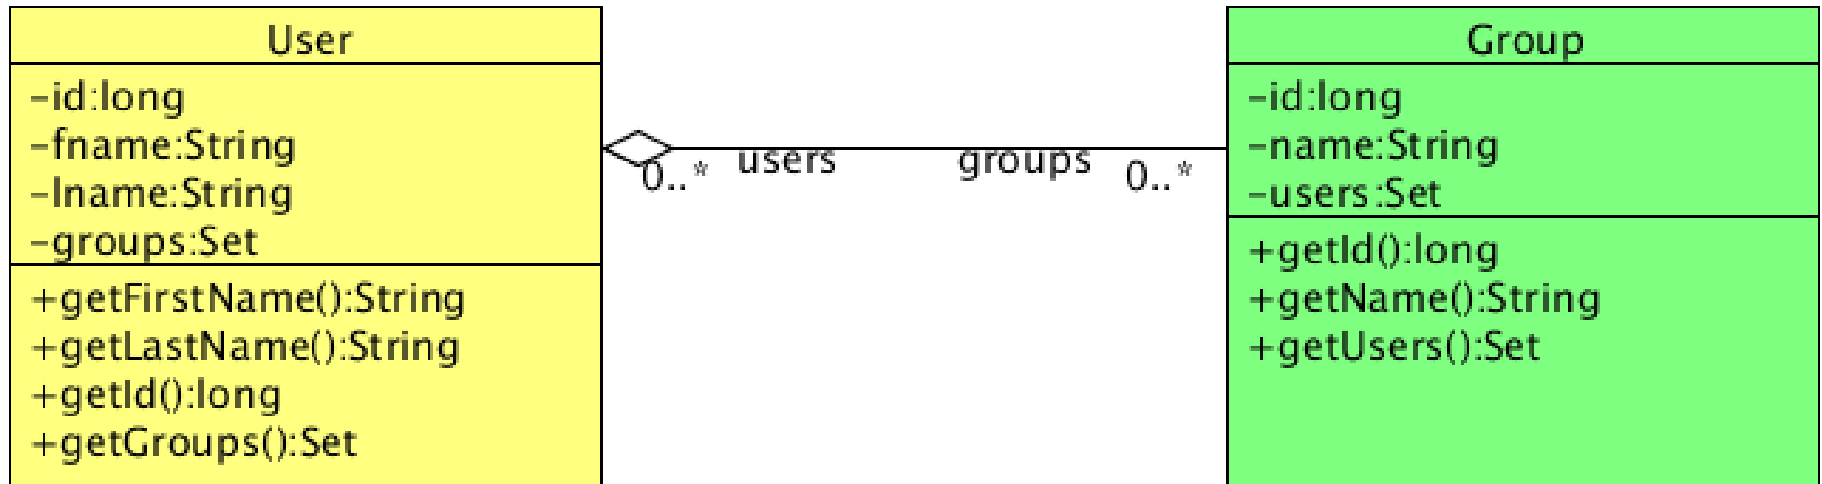 User
-id:long
-fname:String
-lname:String
-groups:Set
+getFirstName():String
+getLastName():String
+getId():long
+getGroups():Set
0..* users groups 0..*
Group
-id:long
-name:String
-users:Set
+getId():long
+getName():String
+getUsers():Set